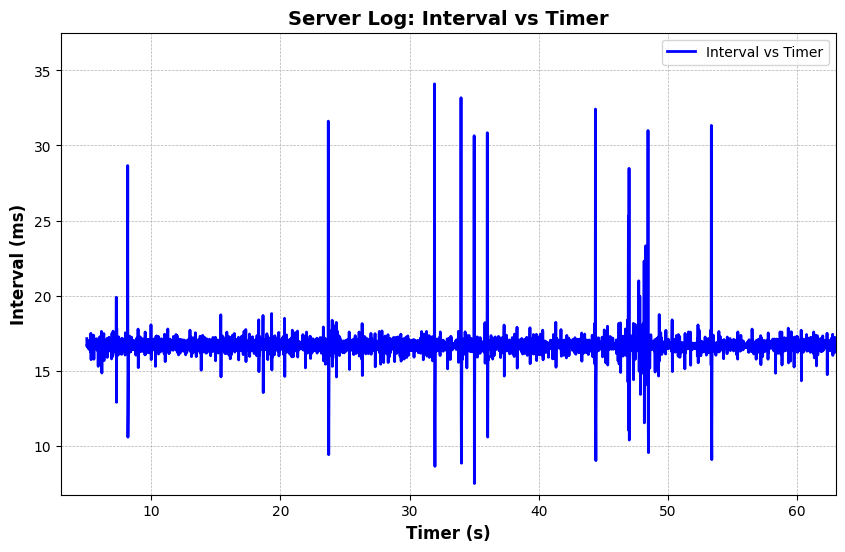 Server Log: Interval vs Timer
Interval vs Timer
35
30
25
20
15
10
Interval (ms)
10 20 30 40 50 60
Timer (s)